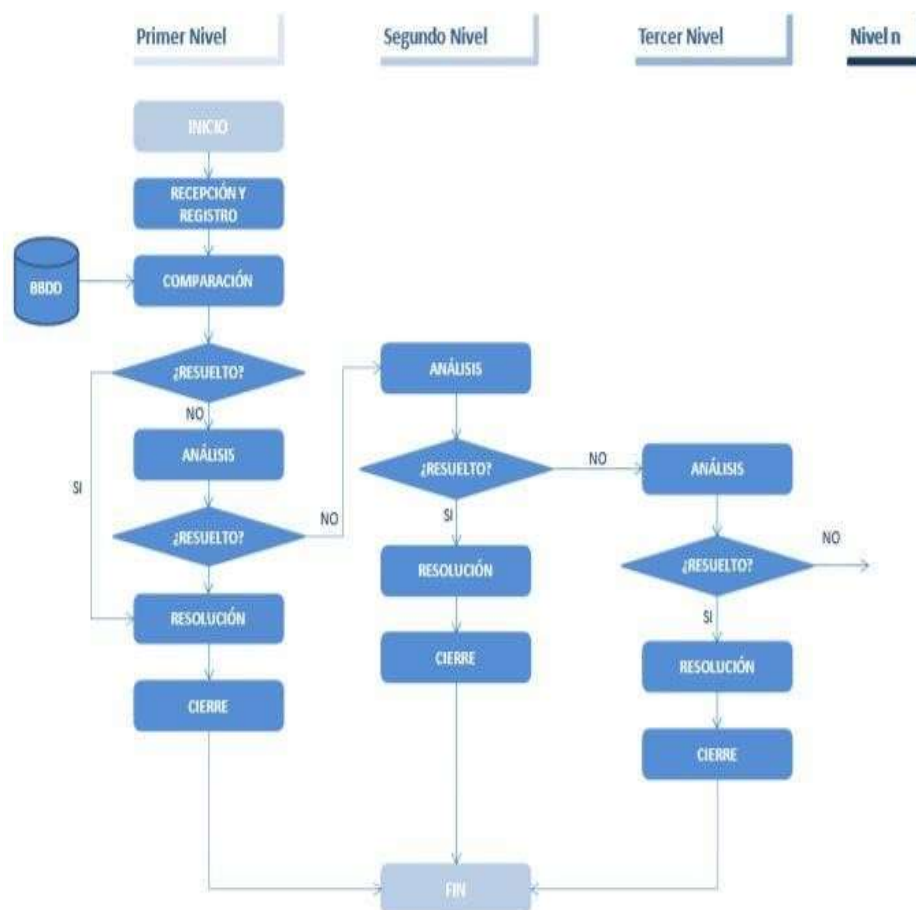 Primer Nivel
Segundo Nivel
Tercer Nivel
Nivel n
INICIO
RECEPCIÓN Y
REGISTRO
BBDD
COMPARACIÓN
¿RESUELTO?
NO
SI
ANÁLISIS
¿RESUELTO?
NO
RESOLUCIÓN
CIERRE
ANÁLISIS
¿RESUELTO?
NO
SI
RESOLUCIÓN
CIERRE
ANÁLISIS
¿RESUELTO?
NO
SI
RESOLUCIÓN
CIERRE
FIN